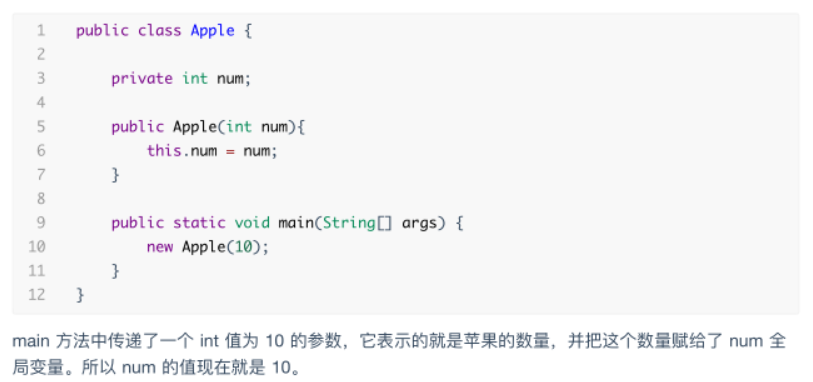 1 public class Apple {
2
3 private int num;
4
5 public Apple(int num){
6 this.num = num;
7 }
8
9 public static void main(String[] args) {
10 new Apple(10);
11 }
12 }
main 方法中传递了一个 int 值为 10 的参数，它表示的就是苹果的数量，并把这个数量赋给了 num 全
局变量。所以 num 的值现在就是 10。